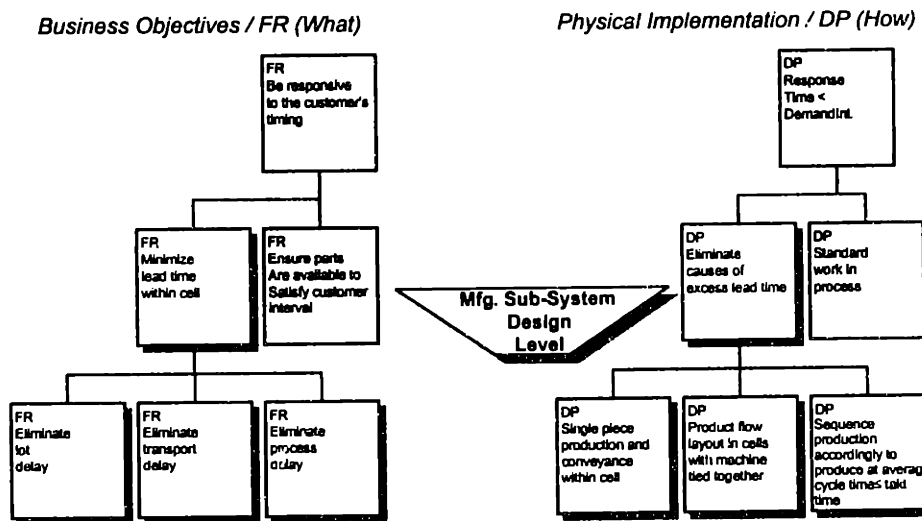 Business Objectives / FR (What)
Physical Implementation / DP (How)
FR
Be responsive
to the customer's
timing
DP
Response
Time <
DemandInt.
FR
Minimize
lead time
within cell
FR
Ensure parts
Are available to
Satisfy customer
interval
DP
Eliminate
causes of
excess lead time
DP
Standard
work in
process
Mfg. Sub-System
Design
Level
FR
Eliminate
lot
delay
FR
Eliminate
transport
delay
FR
Eliminate
process
delay
DP
Single piece
production and
conveyance
within cell
DP
Product flow
layout in cells
with machine
tied together
DP
Sequence
production
accordingly to
produce at average
cycle time≤ takt
time